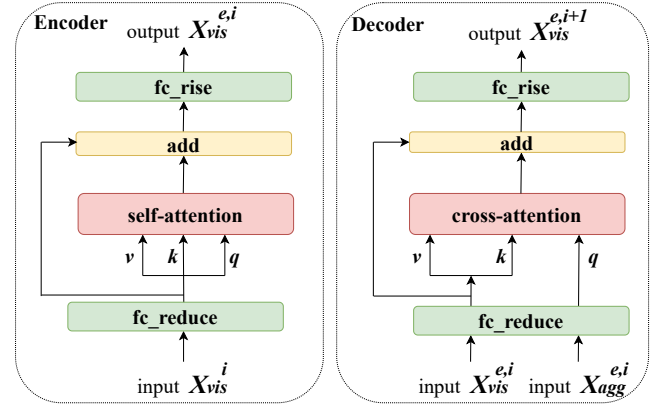 Encoder
output X_vis^{e,i}
fc_rise
add
self-attention
v k q
fc_reduce
input X_vis^{i}
Decoder
output X_vis^{e,i+1}
fc_rise
add
cross-attention
v k q
fc_reduce
input X_vis^{e,i} input X_agg^{e,i}